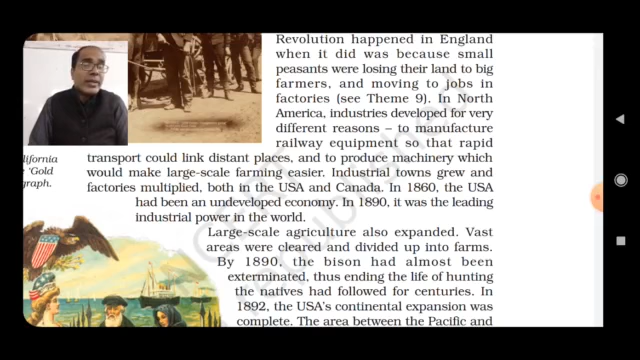 Revolution happened in England
when it did was because small
peasants were losing their land to big
farmers, and moving to jobs in
factories (see Theme 9). In North
America, industries developed for very
different reasons – to manufacture
railway equipment so that rapid
lifornia
'Gold
graph.
transport could link distant places, and to produce machinery which
would make large-scale farming easier. Industrial towns grew and
factories multiplied, both in the USA and Canada. In 1860, the USA
had been an undeveloped economy. In 1890, it was the leading
industrial power in the world.
Large-scale agriculture also expanded. Vast
areas were cleared and divided up into farms.
By 1890, the bison had almost been
exterminated, thus ending the life of hunting
the natives had followed for centuries. In
1892, the USA's continental expansion was
complete. The area between the Pacific and